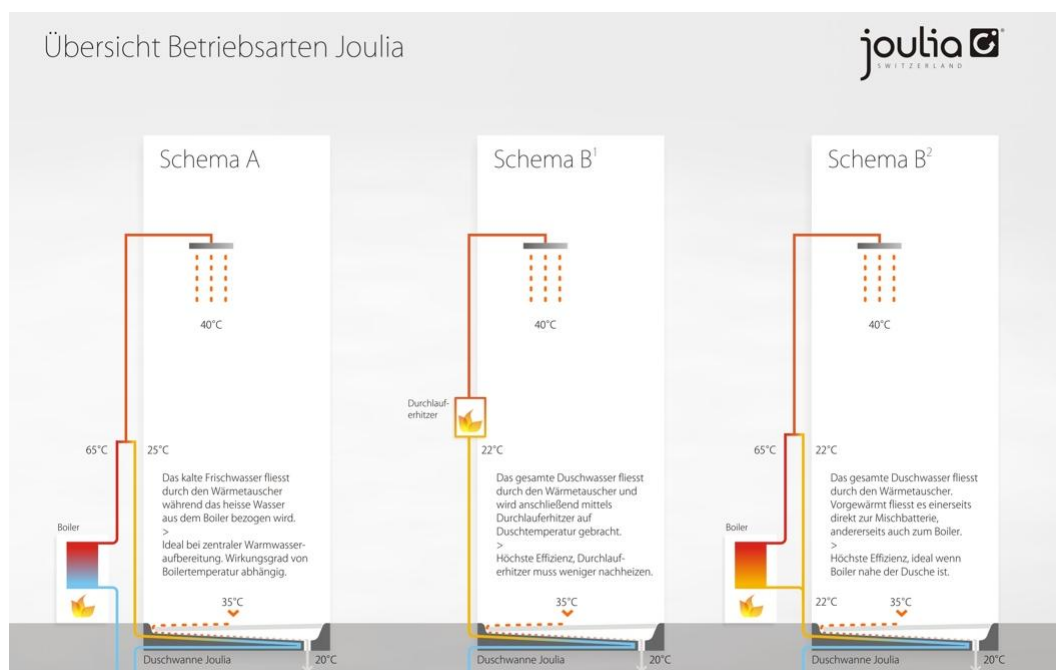 Übersicht Betriebsarten Joulia
joulia
SWITZERLAND
Schema A
40°C
65°C
25°C
Das kalte Frischwasser fliesst
durch den Wärmetauscher
während das heisse Wasser
aus dem Boiler bezogen wird.
>
Ideal bei zentraler Warmwasser-
aufbereitung. Wirkungsgrad von
Boilertemperatur abhängig.
Boiler
35°C
Duschwanne Joulia
20°C
Schema B¹
40°C
Durchlauf-
erhitzer
22°C
Das gesamte Duschwasser fliesst
durch den Wärmetauscher und
wird anschließend mittels
Durchlauferhitzer auf
Duschtemperatur gebracht.
>
Höchste Effizienz, Durchlauf-
erhitzer muss weniger nachheizen.
35°C
Duschwanne Joulia
20°C
Schema B²
40°C
65°C
22°C
Das gesamte Duschwasser fliesst
durch den Wärmetauscher.
Vorgewärmt fliesst es einerseits
direkt zur Mischbatterie,
andererseits auch zum Boiler.
>
Höchste Effizienz, ideal wenn
Boiler nahe der Dusche ist.
Boiler
22°C
35°C
Duschwanne Joulia
20°C